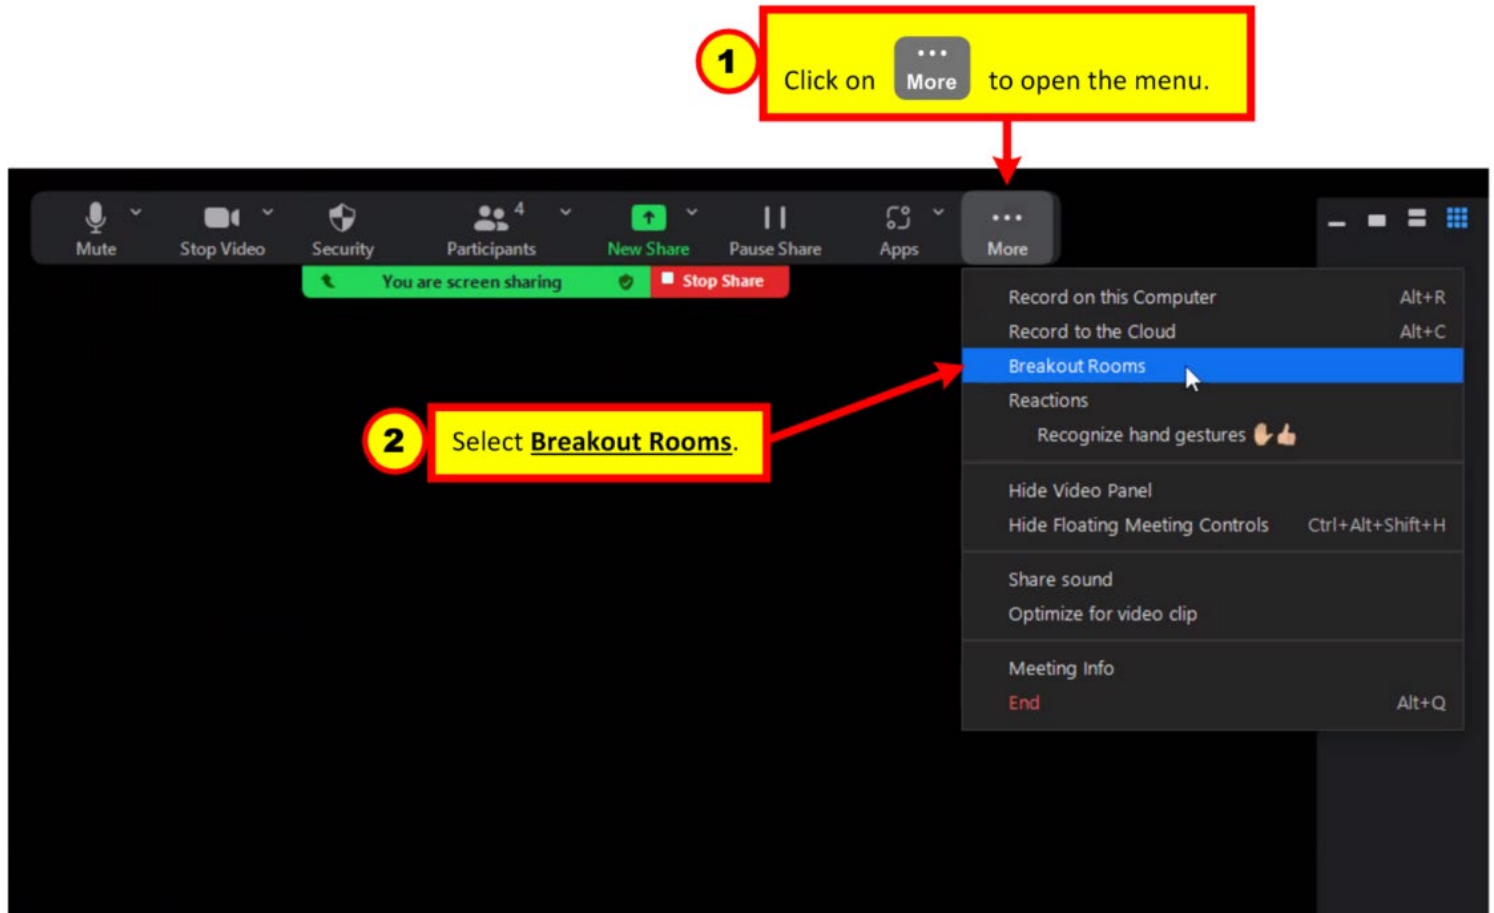 1
Click on ... More to open the menu.
Mute
Stop Video
Security
Participants 4
New Share
Pause Share
Apps
More
You are screen sharing
Stop Share
Record on this Computer Alt+R
Record to the Cloud Alt+C
Breakout Rooms
Reactions
Recognize hand gestures
2
Select Breakout Rooms.
Hide Video Panel
Hide Floating Meeting Controls Ctrl+Alt+Shift+H
Share sound
Optimize for video clip
Meeting Info
End Alt+Q